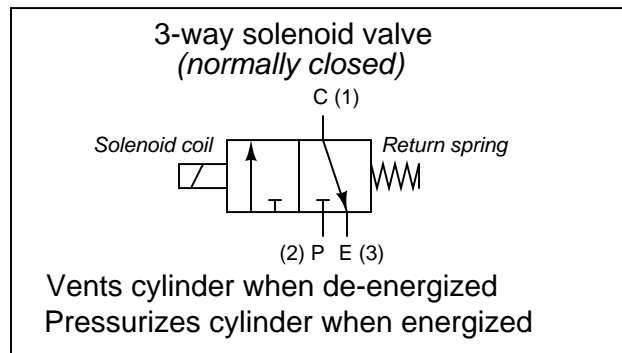 3-way solenoid valve
(normally closed)
C (1)
Solenoid coil
Return spring
(2) P E (3)
Vents cylinder when de-energized
Pressurizes cylinder when energized